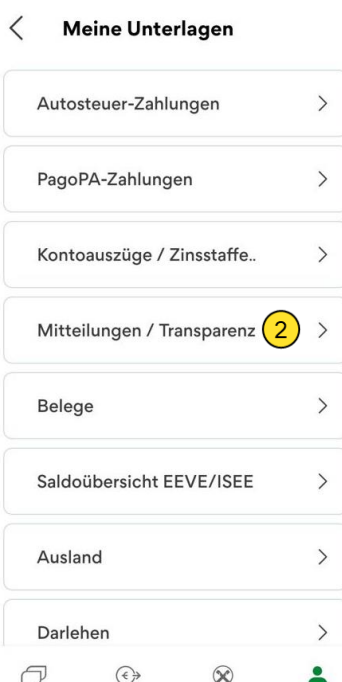 Meine Unterlagen
Autosteuer-Zahlungen
PagoPA-Zahlungen
Kontoauszüge / Zinsstaffe..
Mitteilungen / Transparenz 2
Belege
Saldoübersicht EEVE/ISEE
Ausland
Darlehen